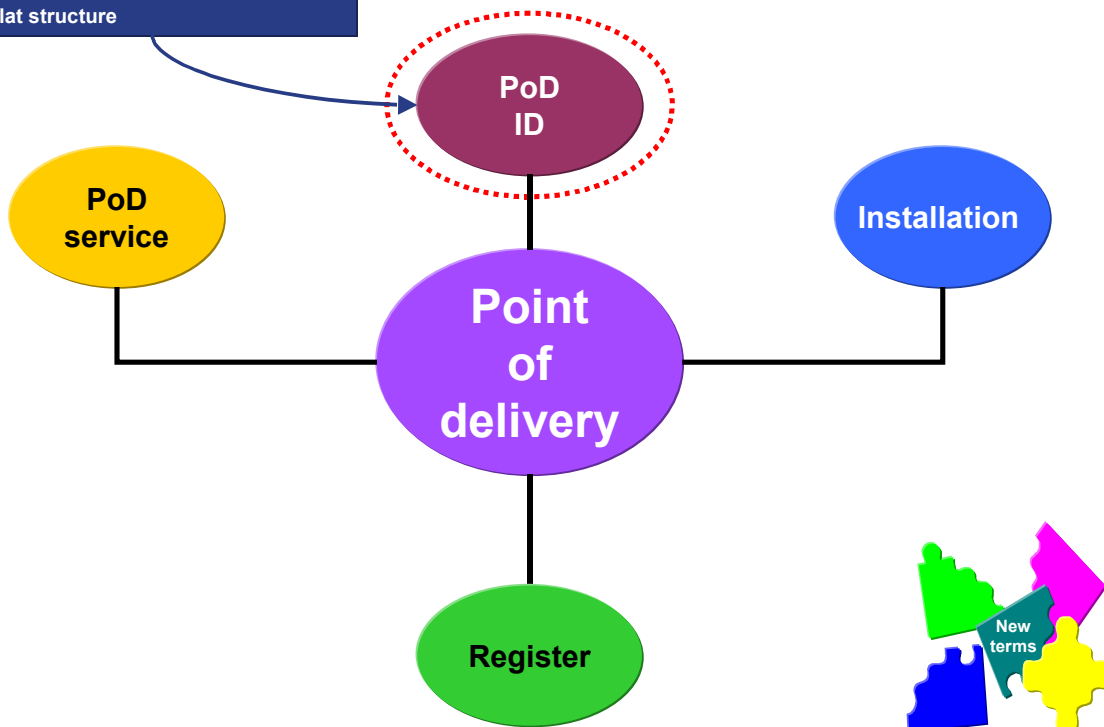 lat structure
PoD
ID
PoD
service
Installation
Point
of
delivery
Register
New
terms